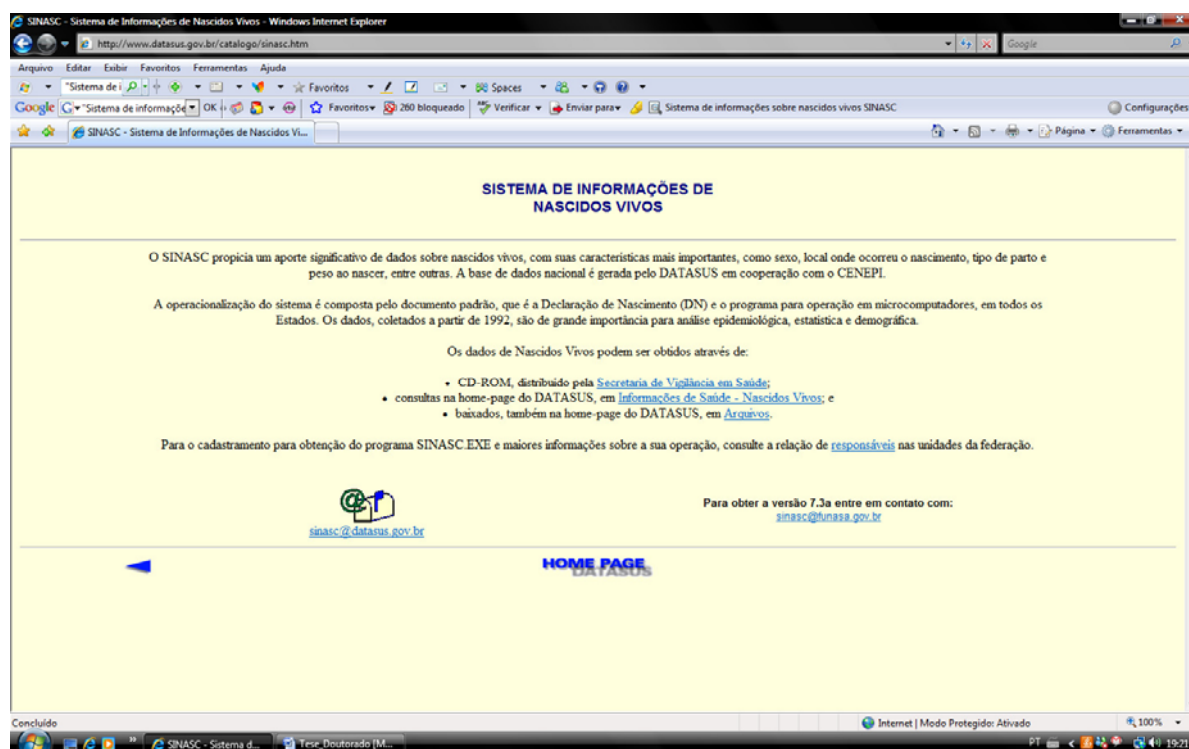 SINASC - Sistema de Informações de Nascidos Vivos - Windows Internet Explorer
http://www.datasus.gov.br/catalogo/sinasc.htm
Google
Arquivo Editar Exibir Favoritos Ferramentas Ajuda
"Sistema de i Favoritos Spaces
Google "Sistema de informaçõe OK Favoritos 260 bloqueado Verificar Enviar para Sistema de informações sobre nascidos vivos SINASC Configurações
SINASC - Sistema de Informações de Nascidos Vi... Página Ferramentas
SISTEMA DE INFORMAÇÕES DE
NASCIDOS VIVOS
O SINASC propicia um aporte significativo de dados sobre nascidos vivos, com suas características mais importantes, como sexo, local onde ocorreu o nascimento, tipo de parto e
peso ao nascer, entre outras. A base de dados nacional é gerada pelo DATASUS em cooperação com o CENEPI.
A operacionalização do sistema é composta pelo documento padrão, que é a Declaração de Nascimento (DN) e o programa para operação em microcomputadores, em todos os
Estados. Os dados, coletados a partir de 1992, são de grande importância para análise epidemiológica, estatística e demográfica.
Os dados de Nascidos Vivos podem ser obtidos através de:
• CD-ROM, distribuido pela Secretaria de Vigilância em Saúde;
• consultas na home-page do DATASUS, em Informações de Saúde - Nascidos Vivos; e
• baixados, também na home-page do DATASUS, em Arquivos.
Para o cadastramento para obtenção do programa SINASC.EXE e maiores informações sobre a sua operação, consulte a relação de responsáveis nas unidades da federação.
@
sinasc@datasus.gov.br
Para obter a versão 7.3a entre em contato com:
sinasc@funasa.gov.br
HOME PAGE
DATASUS
Concluído Internet | Modo Protegido: Ativado 100%
SINASC - Sistema d... Tese_Doutorado [M... PT 19:21